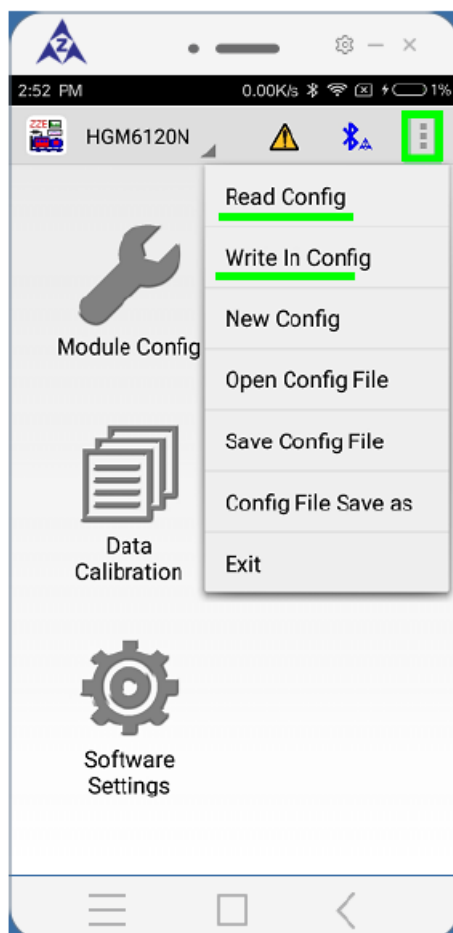 Z
2:52 PM 0.00K/s 1%
ZZE
HGM6120N
Read Config
Write In Config
New Config
Open Config File
Save Config File
Config File Save as
Exit
Module Config
Data
Calibration
Software
Settings